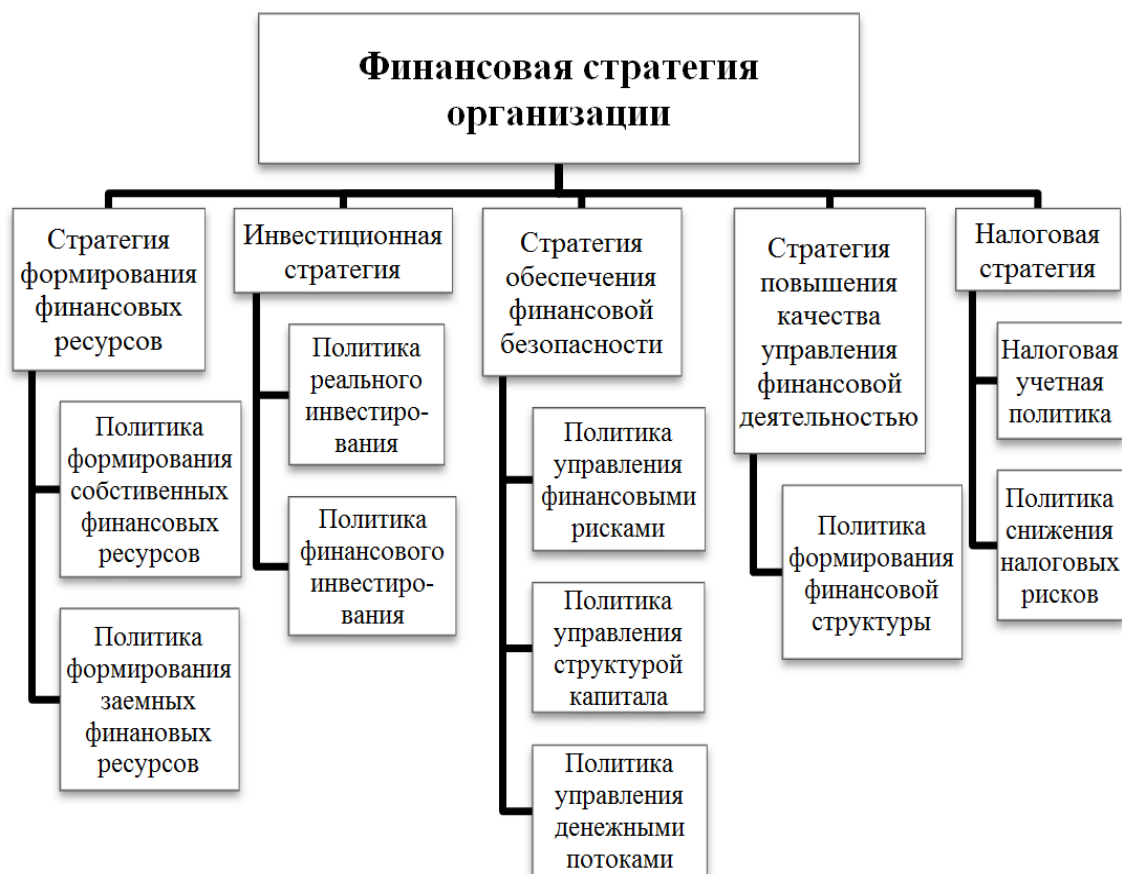 Финансовая стратегия
организации
Стратегия
формирования
финансовых
ресурсов
Политика
формирования
собстивенных
финансовых
ресурсов
Политика
формирования
заемных
финановых
ресурсов
Инвестиционная
стратегия
Политика
реального
инвестиро-
вания
Политика
финансового
инвестиро-
вания
Стратегия
обеспечения
финансовой
безопасности
Политика
управления
финансовыми
рисками
Политика
управления
структурой
капитала
Политика
управления
денежными
потоками
Стратегия
повышения
качества
управления
финансовой
деятельностью
Политика
формирования
финансовой
структуры
Налоговая
стратегия
Налоговая
учетная
политика
Политика
снижения
налоговых
рисков